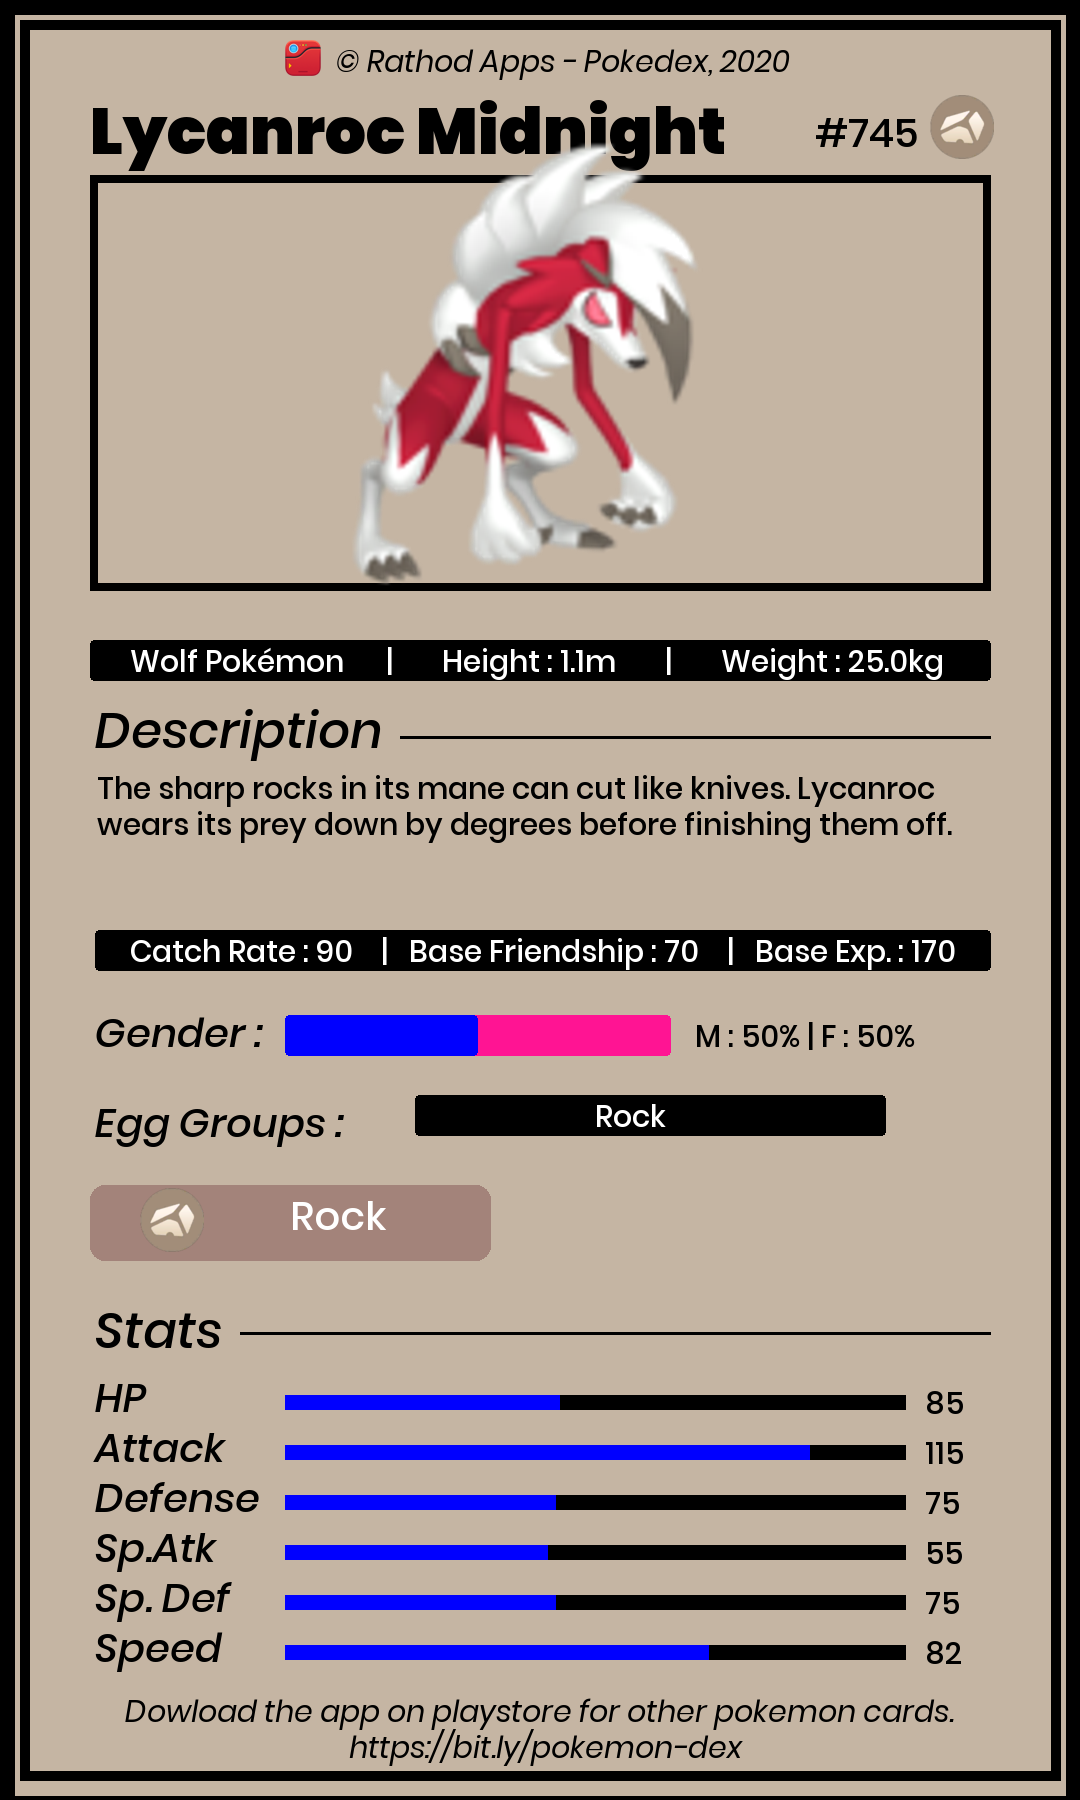 © Rathod Apps - Pokedex, 2020
Lycanroc Midnight #745
Wolf Pokémon | Height : 1.1m | Weight : 25.0kg
Description
The sharp rocks in its mane can cut like knives. Lycanroc
wears its prey down by degrees before finishing them off.
Catch Rate : 90 | Base Friendship : 70 | Base Exp. : 170
Gender : M : 50% | F : 50%
Egg Groups : Rock
Rock
Stats
HP 85
Attack 115
Defense 75
Sp.Atk 55
Sp. Def 75
Speed 82
Dowload the app on playstore for other pokemon cards.
https://bit.ly/pokemon-dex